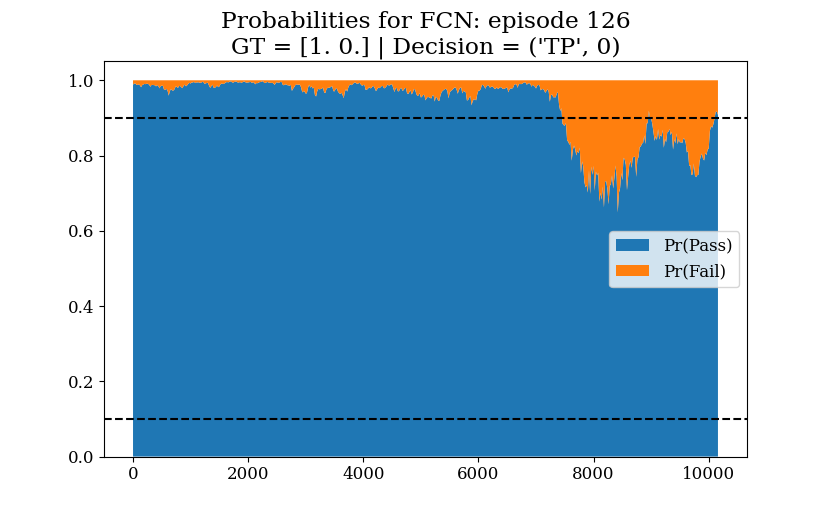 Probabilities for FCN: episode 126
GT = [1. 0.] | Decision = ('TP', 0)
1.0
0.8
0.6
0.4
0.2
0.0
Pr(Pass)
Pr(Fail)
0 2000 4000 6000 8000 10000